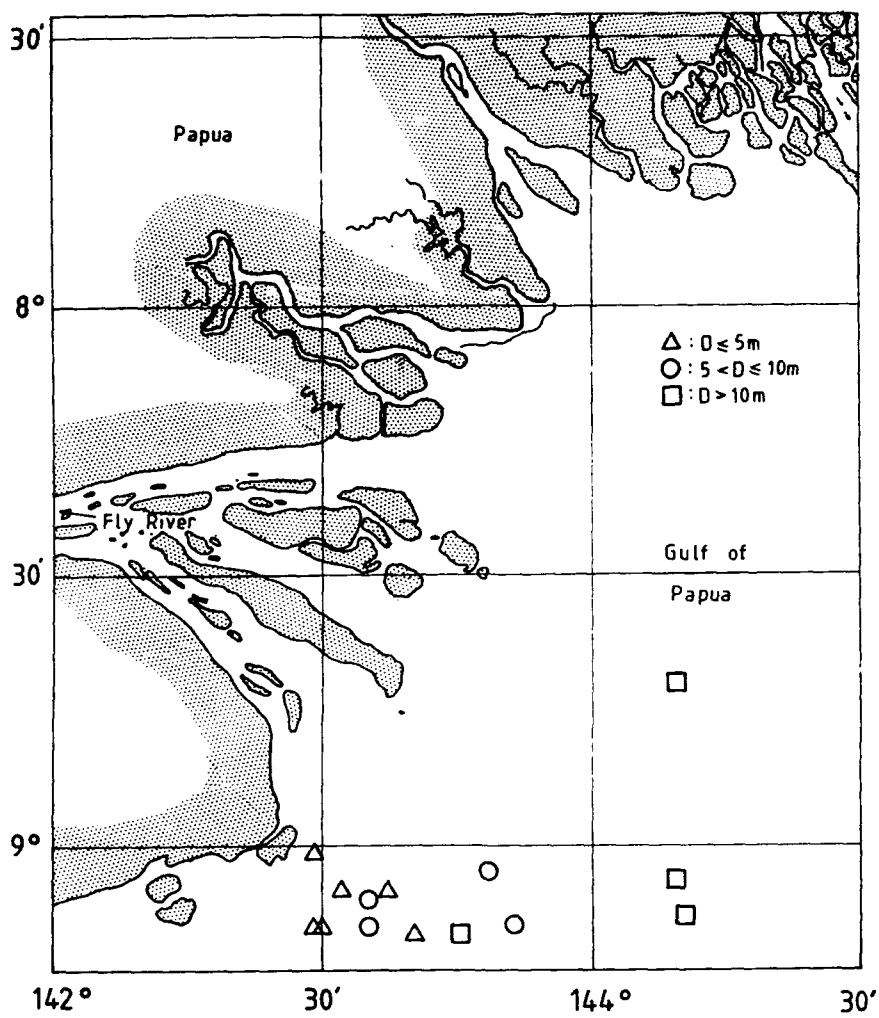 30'
Papua
8°
△ : D ≤ 5m
○ : 5 < D ≤ 10m
□ : D > 10m
Fly River
Gulf of
30'
Papua
9°
142° 30' 144° 30'